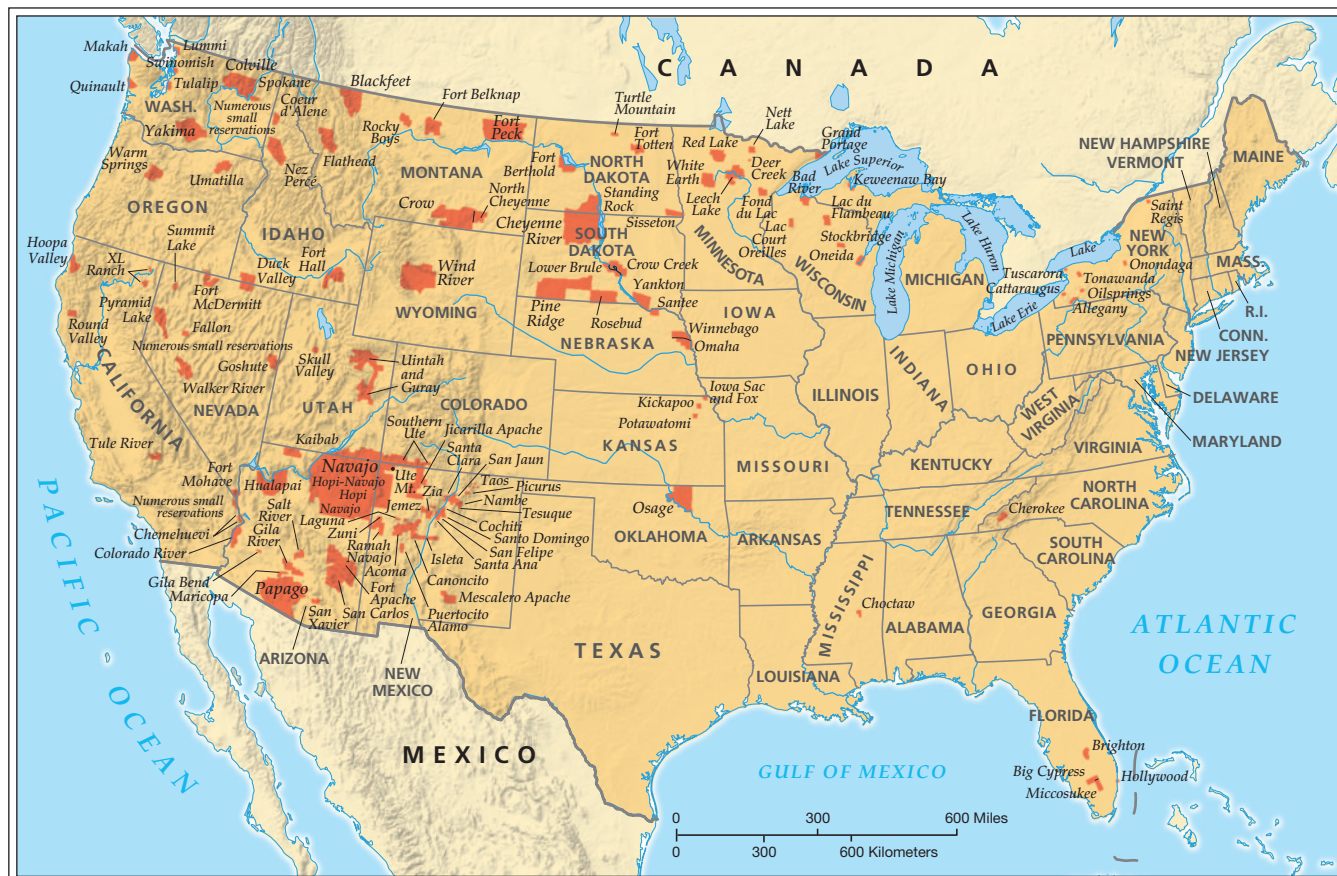 CANADA
Makah
Lummi
Swinomish
Colville
Quinault
Tulalip
Spokane
WASH.
Numerous
small
reservations
Coeur
d'Alene
Yakima
Blackfeet
Fort Belknap
Rocky
Boys
Fort
Peck
Turtle
Mountain
Fort
Totten
Nett
Lake
Red Lake
Grand
Portage
Lake Superior
Warm
Springs
Umatilla
Nez
Percé
Flathead
MONTANA
Fort
Berthold
NORTH
DAKOTA
White
Earth
Deer
Creek
Bad
River
Keweenaw Bay
NEW HAMPSHIRE
VERMONT
MAINE
OREGON
IDAHO
Crow
North
Cheyenne
Cheyenne
River
Standing
Rock
Sisseton
Leech
Lake
Fond
du Lac
Lac
Court
Oreilles
Lac du
Flambeau
Stockbridge
Oneida
Saint
Regis
NEW
YORK
Onondaga
MASS.
Hoopa
Valley
Summit
Lake
XL
Ranch
Duck
Valley
Fort
Hall
Fort
McDermitt
Wind
River
SOUTH
DAKOTA
Lower Brule
Crow Creek
Yankton
Santee
MINNESOTA
WISCONSIN
Lake Michigan
MICHIGAN
Lake Huron
Lake
Lake Erie
Tuscarora
Cattaraugus
Tonawanda
Oilsprings
Allegany
R.I.
CONN.
NEW JERSEY
Pyramid
Lake
Fallon
Numerous small reservations
Round
Valley
CALIFORNIA
WYOMING
Pine
Ridge
Rosebud
NEBRASKA
Winnebago
Omaha
IOWA
PENNSYLVANIA
Goshute
Skull
Valley
Uintah
and
Guray
Walker River
NEVADA
UTAH
COLORADO
Iowa Sac
and Fox
Kickapoo
Potawatomi
ILLINOIS
INDIANA
OHIO
WEST
VIRGINIA
DELAWARE
MARYLAND
VIRGINIA
Tule River
Kaibab
Southern
Ute
Jicarilla Apache
Santa
Clara
San Jaun
KANSAS
MISSOURI
KENTUCKY
Fort
Mohave
Hualapai
Navajo
Hopi-Navajo
Hopi
Navajo
Ute
Mt.
Zia
Jemez
Taos
Picurus
Nambe
Tesuque
Cochiti
Santo Domingo
San Felipe
Santa Ana
Numerous small
reservations
Chemehuevi
Colorado River
Salt
River
Gila
River
Laguna
Zuni
Ramah
Navajo
Acoma
Isleta
Canoncito
Osage
OKLAHOMA
ARKANSAS
TENNESSEE
Cherokee
NORTH
CAROLINA
SOUTH
CAROLINA
Gila Bend
Maricopa
Papago
Fort
Apache
San Carlos
San
Xavier
Mescalero Apache
Puertocito
Alamo
ARIZONA
NEW
MEXICO
TEXAS
LOUISIANA
MISSISSIPPI
Choctaw
ALABAMA
GEORGIA
FLORIDA
Brighton
Big Cypress
Hollywood
Miccosukee
PACIFIC OCEAN
MEXICO
GULF OF MEXICO
ATLANTIC
OCEAN
0 300 600 Miles
0 300 600 Kilometers